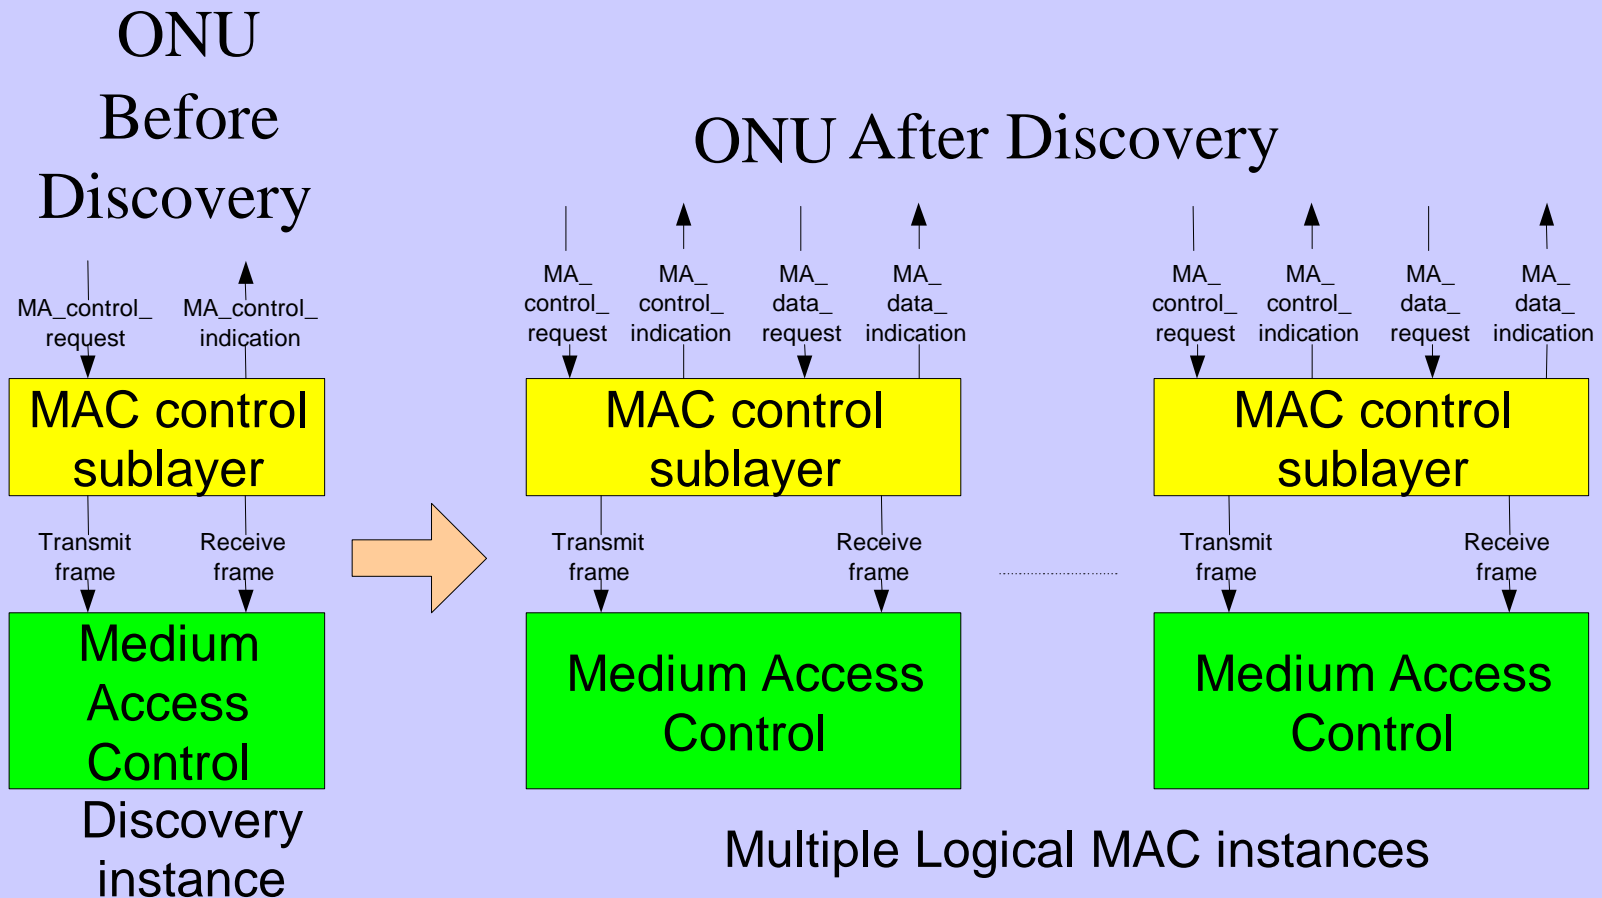 ONU
Before
Discovery
ONU After Discovery
MA_control_
request
MA_control_
indication
MA_
control_
request
MA_
control_
indication
MA_
data_
request
MA_
data_
indication
MA_
control_
request
MA_
control_
indication
MA_
data_
request
MA_
data_
indication
MAC control
sublayer
MAC control
sublayer
MAC control
sublayer
Transmit
frame
Receive
frame
Transmit
frame
Receive
frame
Transmit
frame
Receive
frame
Medium
Access
Control
Medium Access
Control
Medium Access
Control
Discovery
instance
Multiple Logical MAC instances